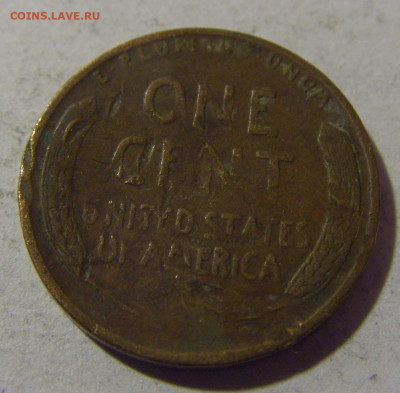 COINS.LAVE.RU
E PLURIBUS UNUM
ONE
CENT
UNITED STATES
OF AMERICA